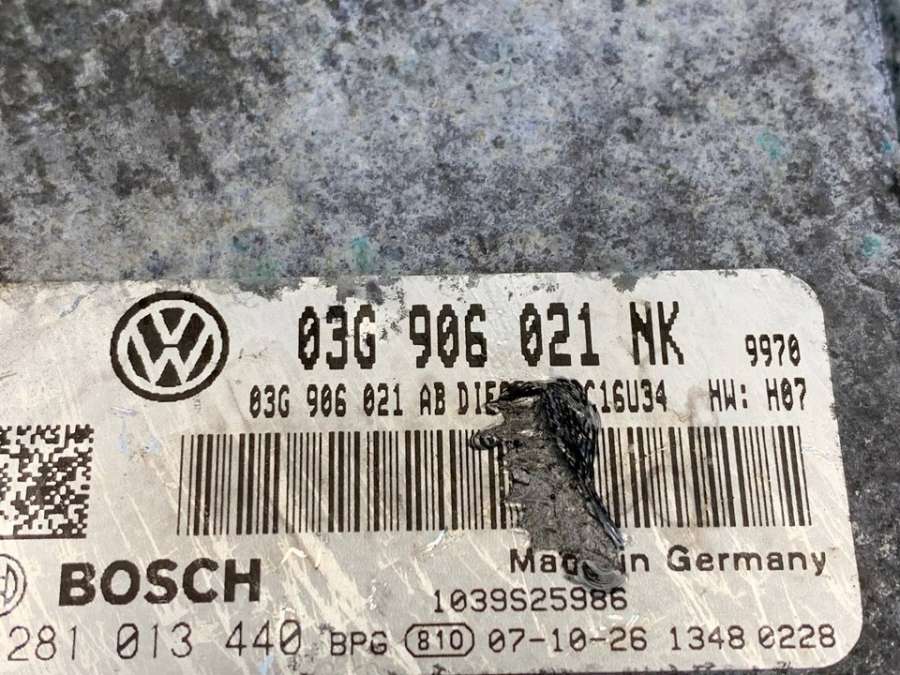 03G 906 021 NK 9970
03G 906 021 AB HW: H07
BOSCH
in Germany
1039S25986
281 013 440 BPG 810 07-10-26 1348 0228